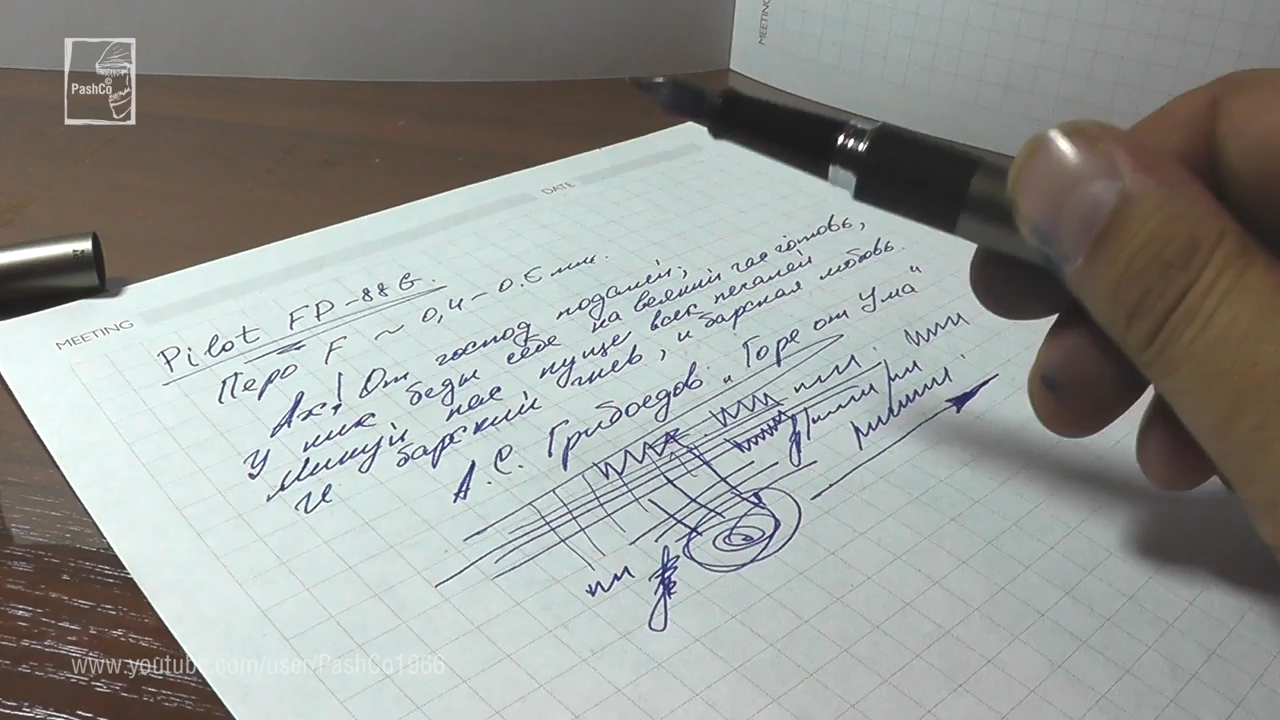 PashCo©
MEETING
DATE
MEETING
Pilot FP-88G.
Перо F ~ 0,4 - 0.5 мм.
Ах! От господ подалей;
У них беды себе на всякий час готовь,
Минуй нас пуще всех печалей
И барский гнев, и барская любовь.
А. С. Грибоедов. „Горе от Ума"
www.youtube.com/user/PashCo1966